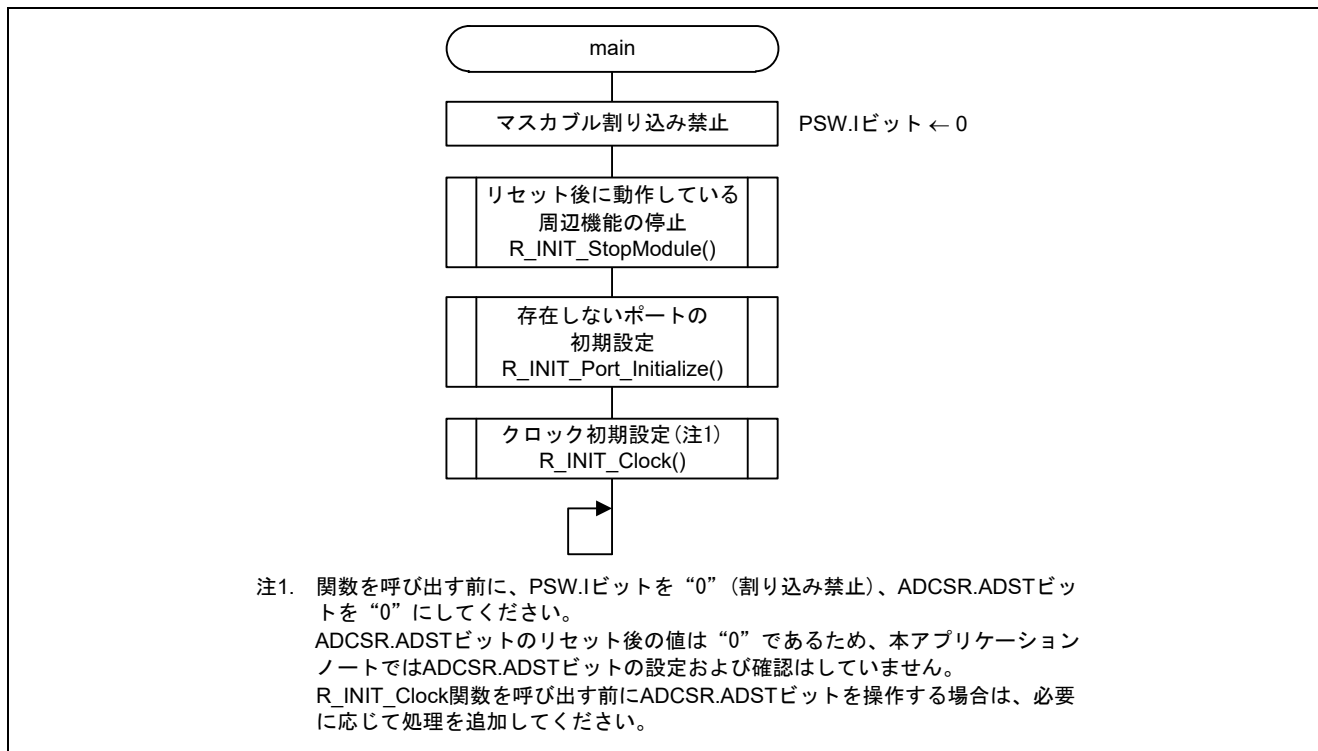 main
マスカブル割り込み禁止
PSW.Iビット ← 0
リセット後に動作している
周辺機能の停止
R_INIT_StopModule()
存在しないポートの
初期設定
R_INIT_Port_Initialize()
クロック初期設定(注1)
R_INIT_Clock()
注1. 関数を呼び出す前に、PSW.Iビットを“0”(割り込み禁止)、ADCSR.ADSTビッ
トを“0”にしてください。
ADCSR.ADSTビットのリセット後の値は“0”であるため、本アプリケーション
ノートではADCSR.ADSTビットの設定および確認はしていません。
R_INIT_Clock関数を呼び出す前にADCSR.ADSTビットを操作する場合は、必要
に応じて処理を追加してください。